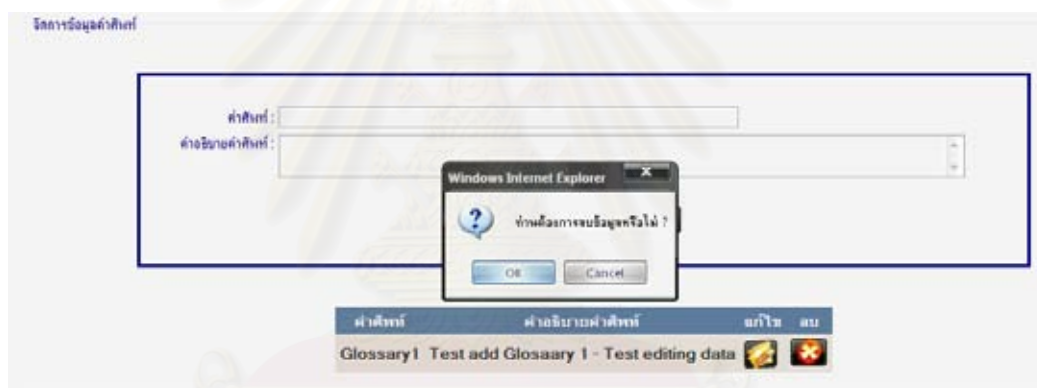 จัดการข้อมูลคำศัพท์
คำศัพท์ :
คำอธิบายคำศัพท์ :
Windows Internet Explorer
ท่านต้องการลบข้อมูลหรือไม่ ?
OK Cancel
คำศัพท์ คำอธิบายคำศัพท์ แก้ไข ลบ
Glossary1 Test add Glosaary 1 - Test editing data